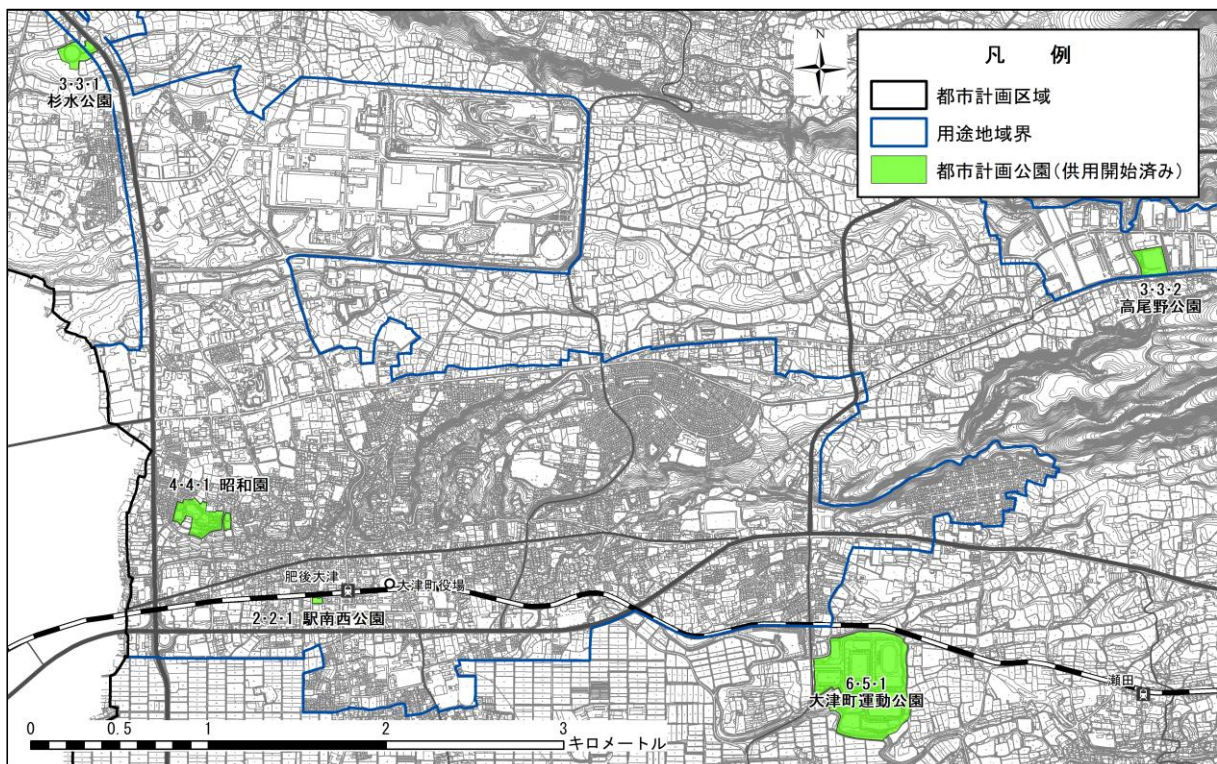 N
凡 例
都市計画区域
用途地域界
都市計画公園(供用開始済み)
3・3・1
杉水公園
3・3・2
高尾野公園
4・4・1 昭和園
肥後大津
大津町役場
2・2・1 駅南西公園
6・5・1
大津町運動公園
瀬田
0 0.5 1 2 3
キロメートル